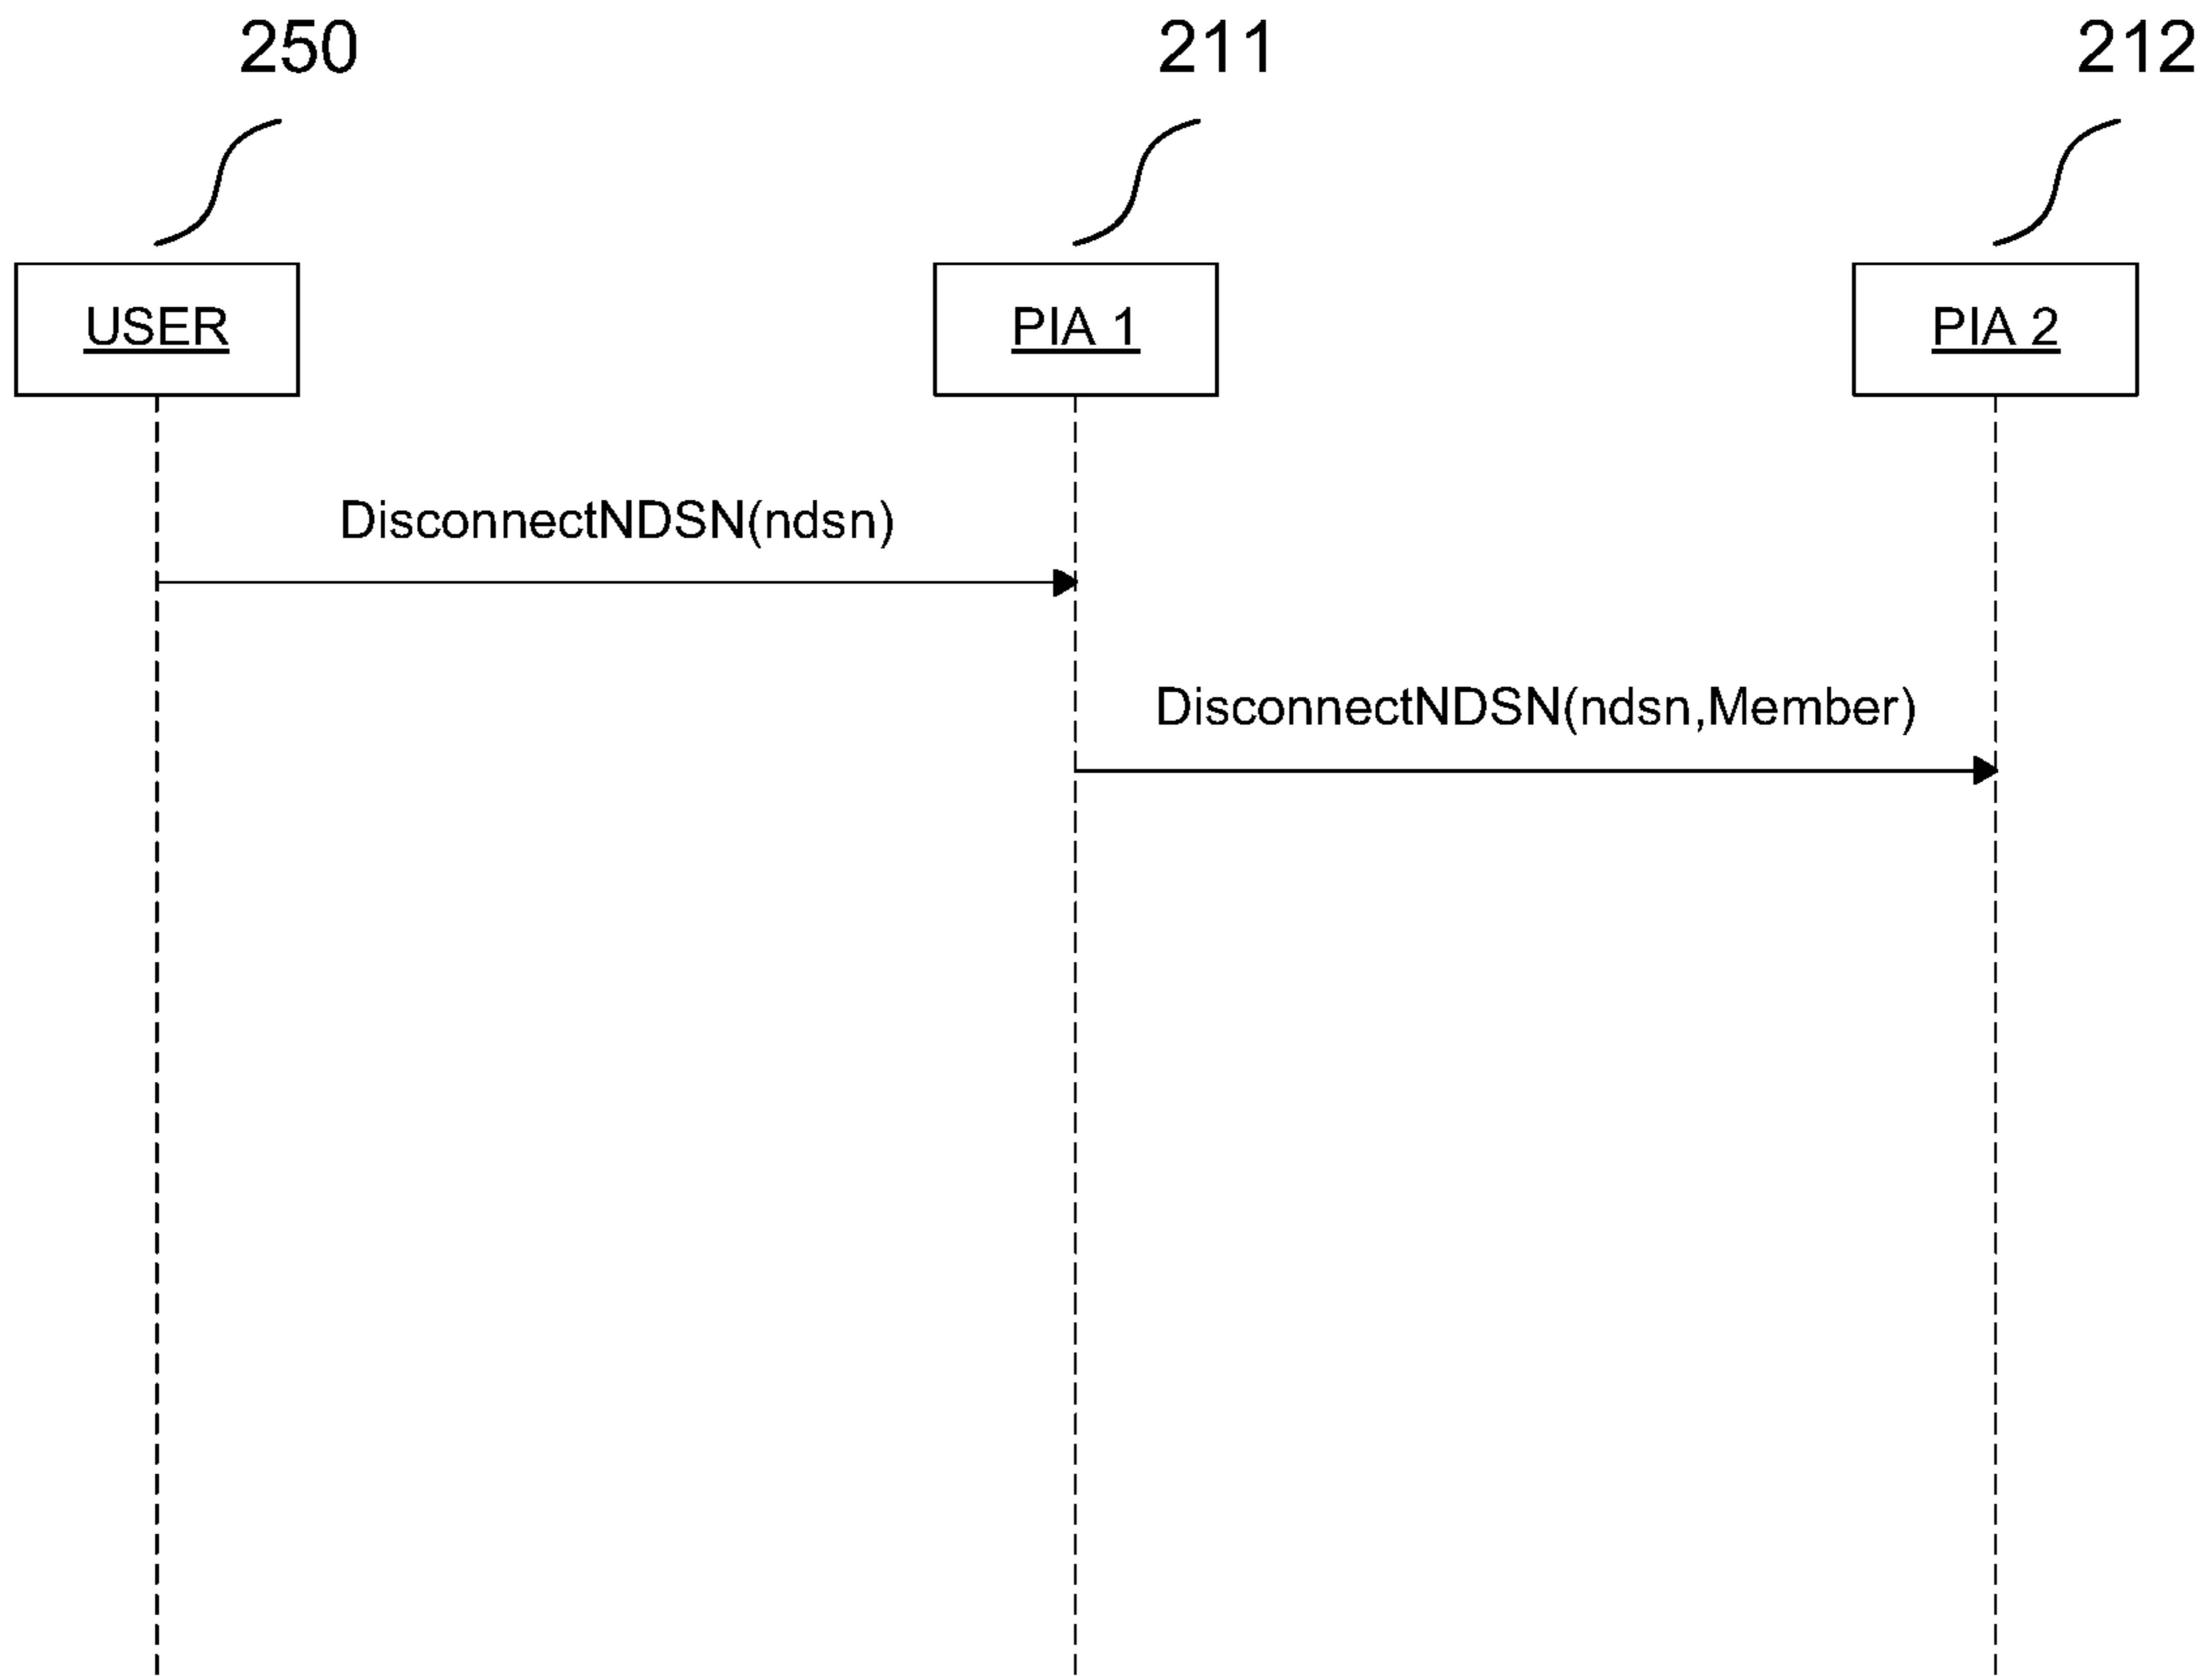 250
211
212
USER
PIA 1
PIA 2
DisconnectNDSN(ndsn)
DisconnectNDSN(ndsn,Member)